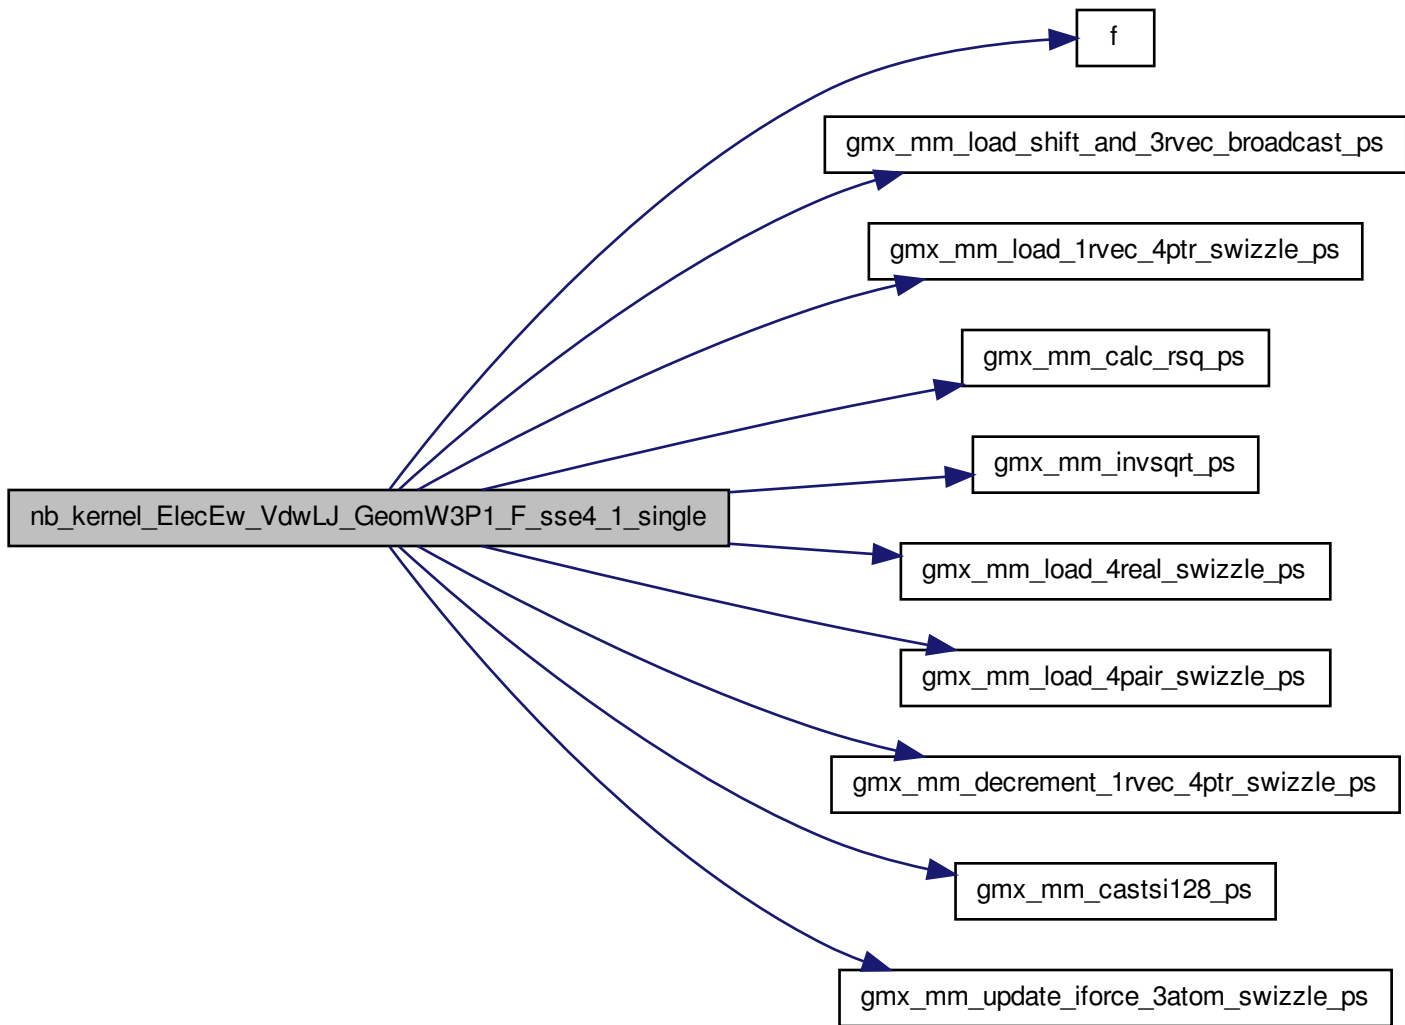 f
gmx_mm_load_shift_and_3rvec_broadcast_ps
gmx_mm_load_1rvec_4ptr_swizzle_ps
gmx_mm_calc_rsq_ps
gmx_mm_invsqrt_ps
nb_kernel_ElecEw_VdwLJ_GeomW3P1_F_sse4_1_single
gmx_mm_load_4real_swizzle_ps
gmx_mm_load_4pair_swizzle_ps
gmx_mm_decrement_1rvec_4ptr_swizzle_ps
gmx_mm_castsi128_ps
gmx_mm_update_iforce_3atom_swizzle_ps